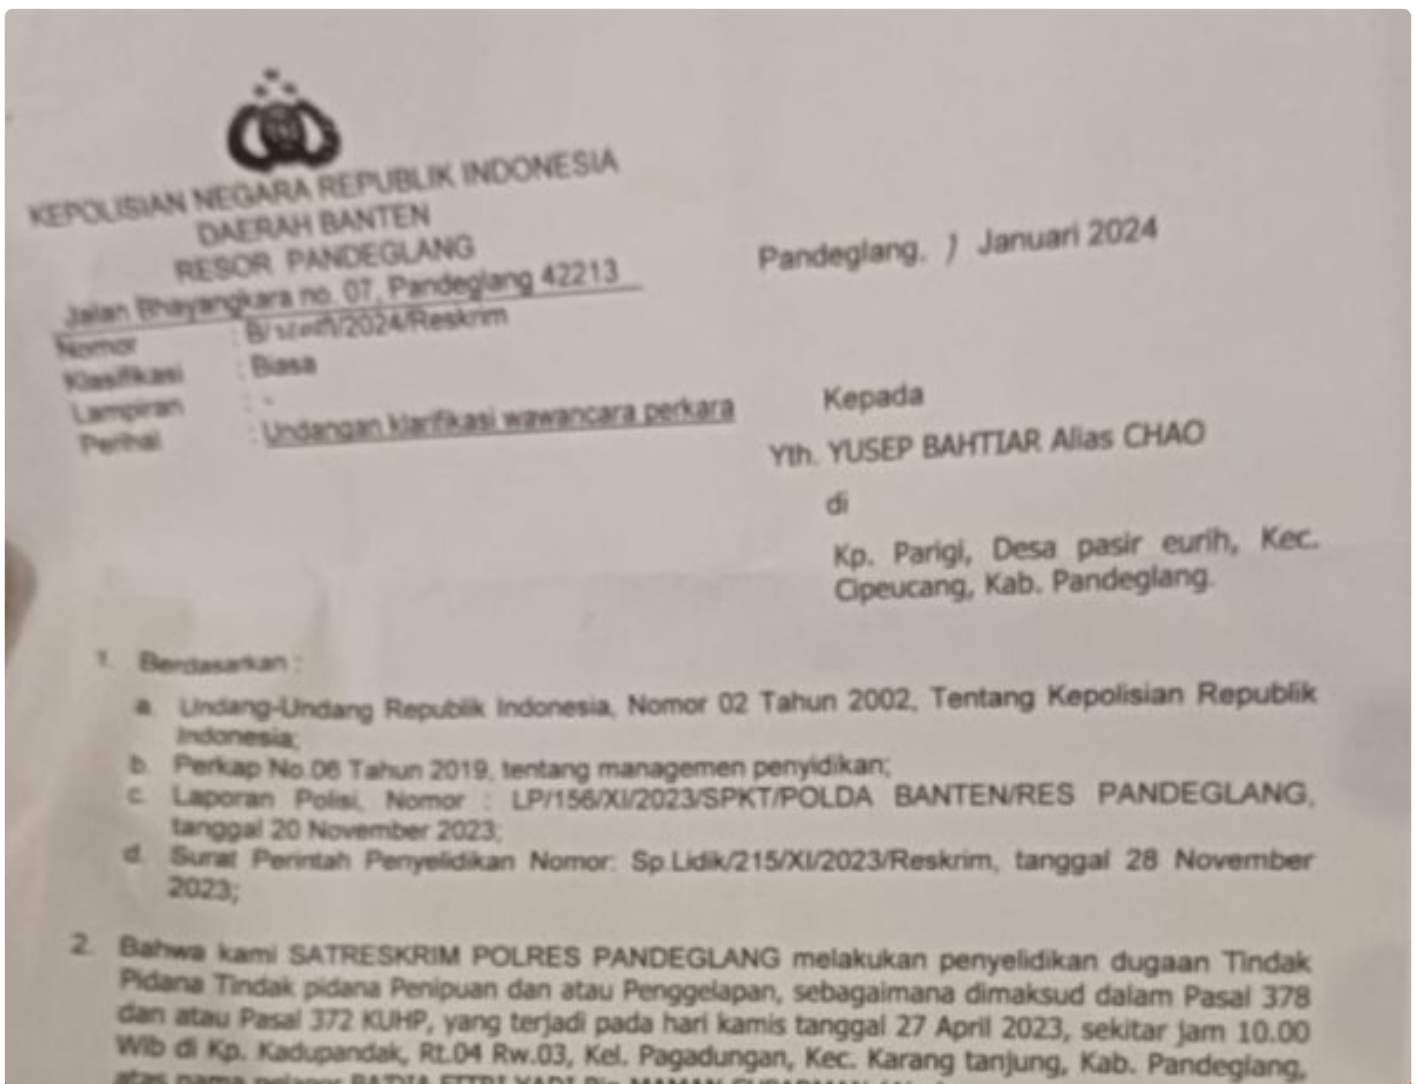 KEPOLISIAN NEGARA REPUBLIK INDONESIA
DAERAH BANTEN
RESOR PANDEGLANG
Jalan Bhayangkara no. 07, Pandeglang 42213
Pandeglang, Januari 2024
Nomor : B/ /2024/Reskrim
Klasifikasi : Biasa
Lampiran : -
Perihal : Undangan klarifikasi wawancara perkara
Kepada
Yth. YUSEP BAHTIAR Alias CHAO
di
Kp. Parigi, Desa pasir eurih, Kec.
Cipeucang, Kab. Pandeglang.
1. Berdasarkan :
a. Undang-Undang Republik Indonesia, Nomor 02 Tahun 2002, Tentang Kepolisian Republik
Indonesia;
b. Perkap No.06 Tahun 2019, tentang managemen penyidikan;
c. Laporan Polisi, Nomor : LP/156/XI/2023/SPKT/POLDA BANTEN/RES PANDEGLANG,
tanggal 20 November 2023;
d. Surat Perintah Penyelidikan Nomor: Sp.Lidik/215/XI/2023/Reskrim, tanggal 28 November
2023;
2. Bahwa kami SATRESKRIM POLRES PANDEGLANG melakukan penyelidikan dugaan Tindak
Pidana Tindak pidana Penipuan dan atau Penggelapan, sebagaimana dimaksud dalam Pasal 378
dan atau Pasal 372 KUHP, yang terjadi pada hari kamis tanggal 27 April 2023, sekitar jam 10.00
Wib di Kp. Kadupandak, Rt.04 Rw.03, Kel. Pagadungan, Kec. Karang tanjung, Kab. Pandeglang,
atas nama pelapor